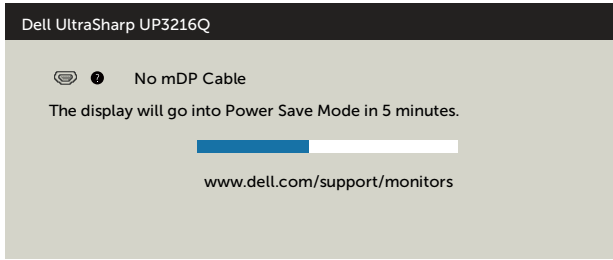 Dell UltraSharp UP3216Q
? No mDP Cable
The display will go into Power Save Mode in 5 minutes.
www.dell.com/support/monitors